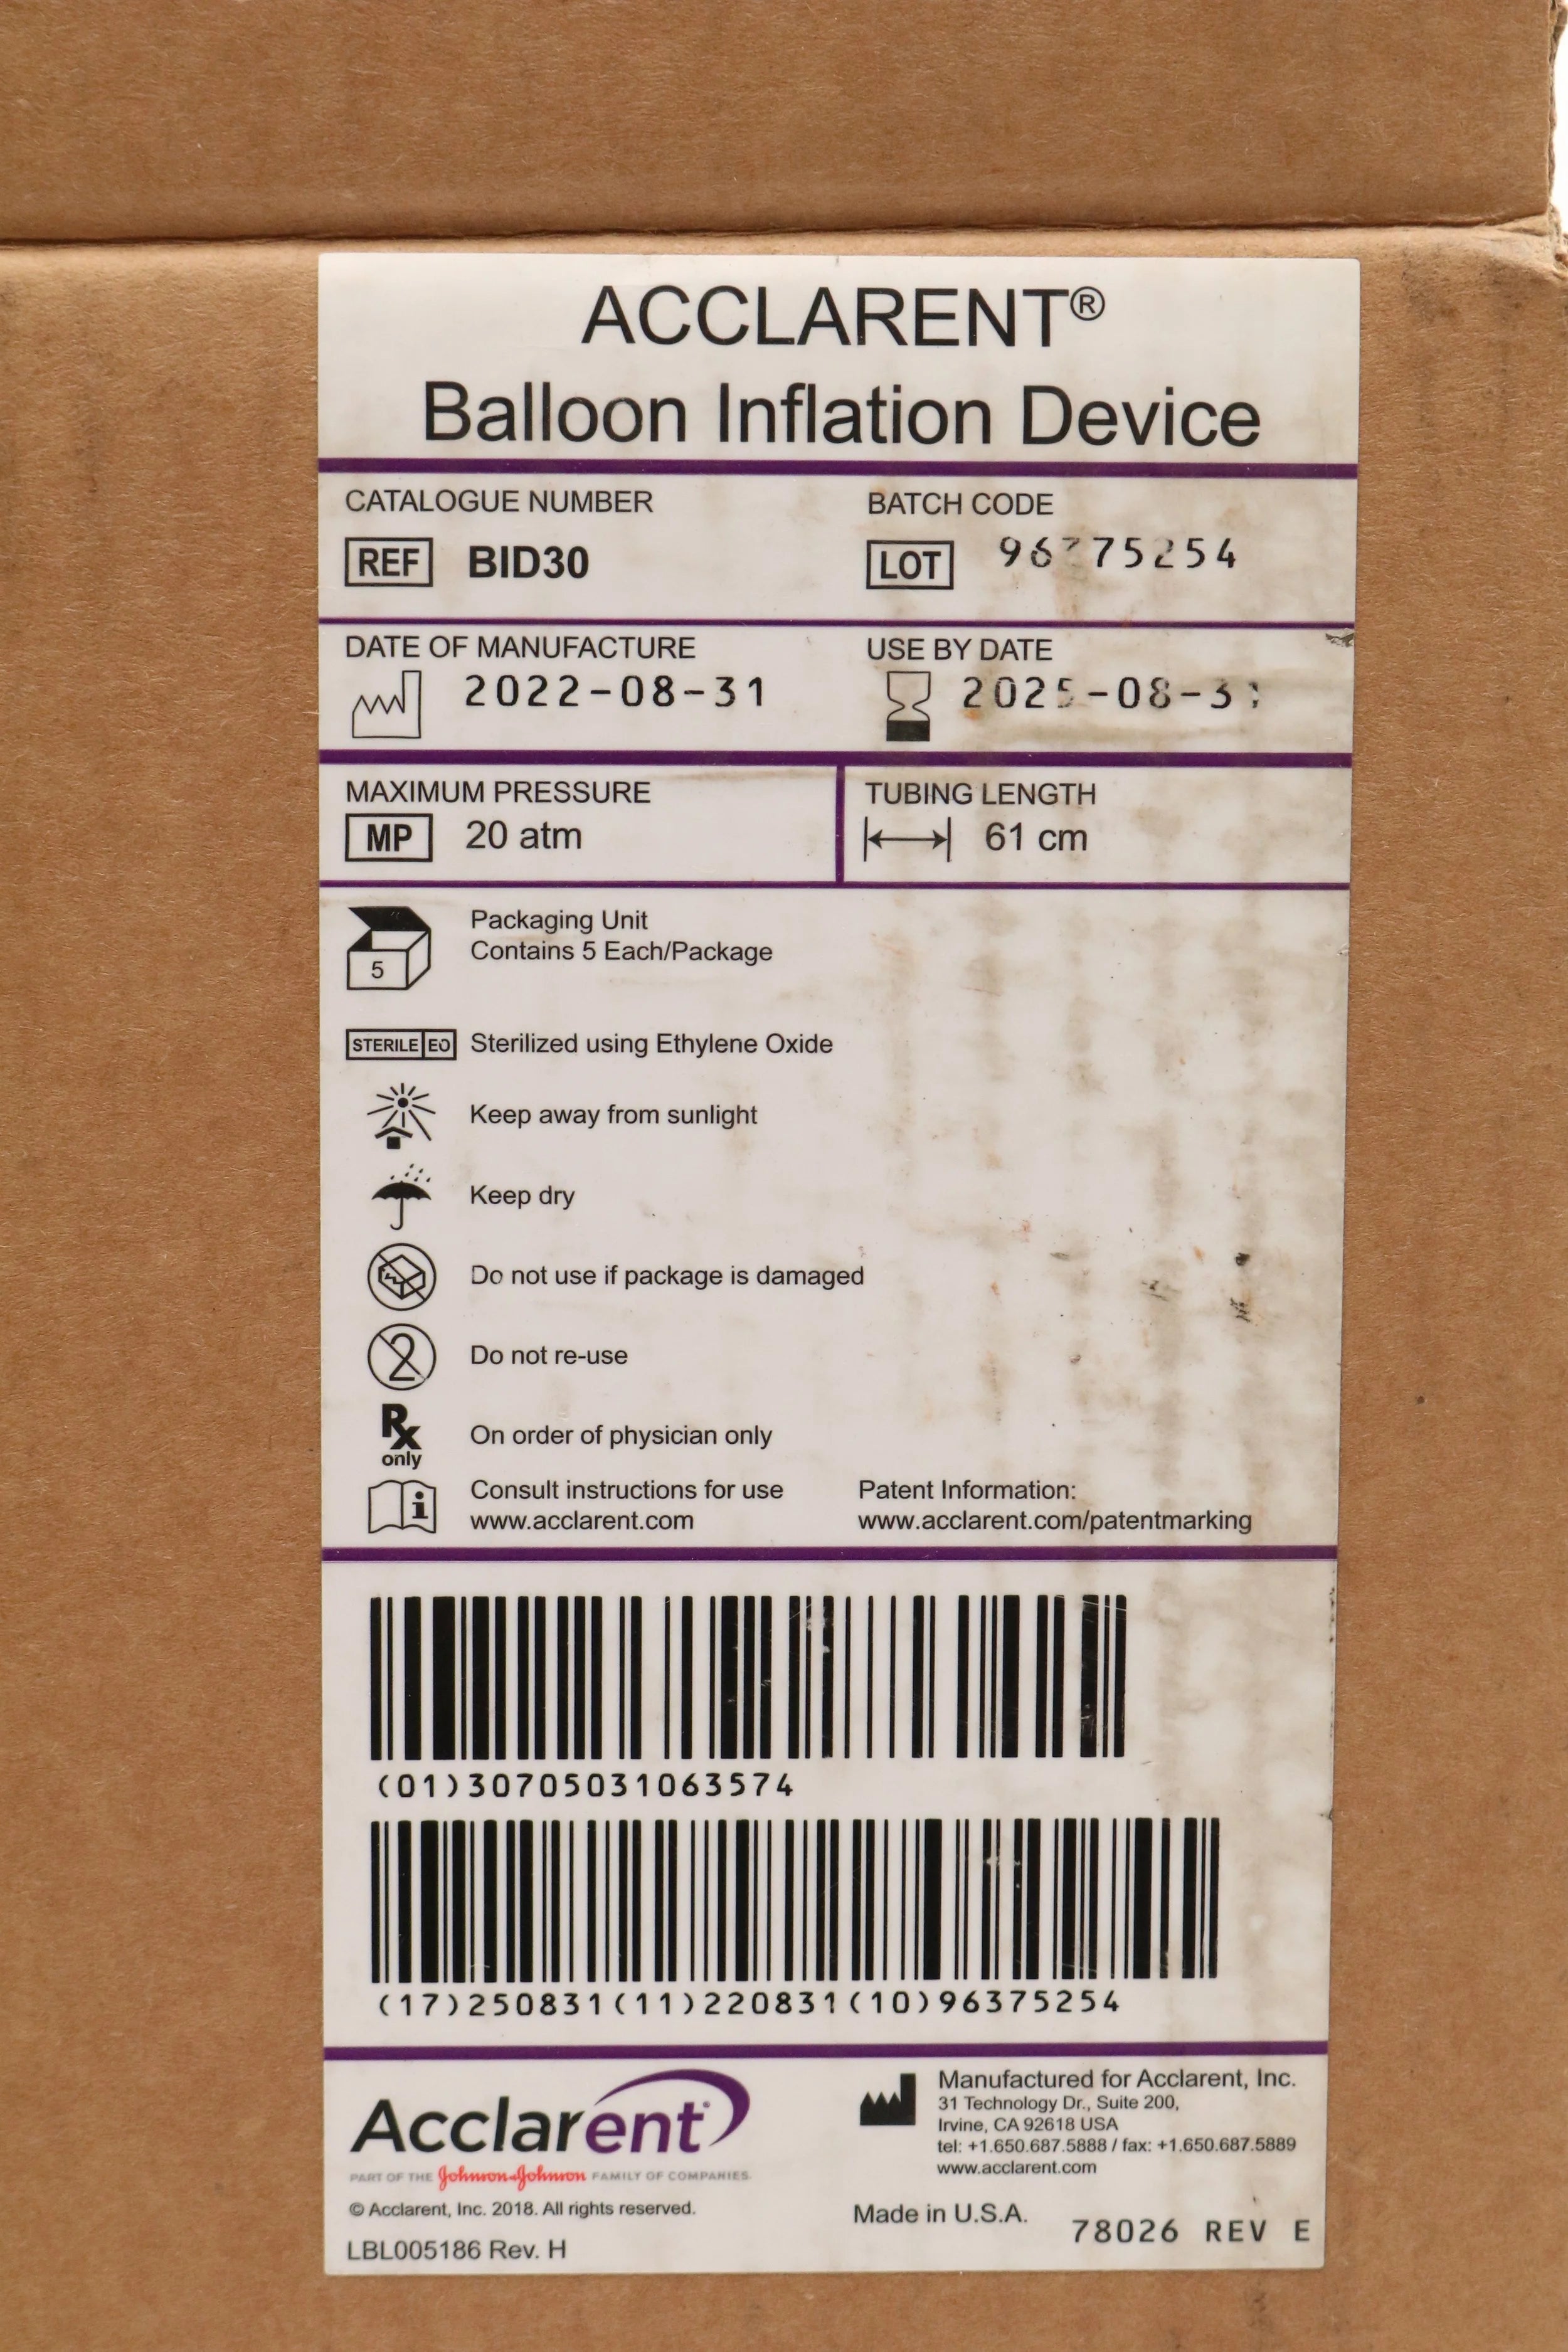 ACCLARENT®
Balloon Inflation Device
CATALOGUE NUMBER
REF BID30
BATCH CODE
LOT 96375254
DATE OF MANUFACTURE
2022-08-31
USE BY DATE
2025-08-31
MAXIMUM PRESSURE
MP 20 atm
TUBING LENGTH
61 cm
Packaging Unit
Contains 5 Each/Package
5
STERILE EO Sterilized using Ethylene Oxide
Keep away from sunlight
Keep dry
Do not use if package is damaged
2 Do not re-use
Rx only On order of physician only
Consult instructions for use
www.acclarent.com
Patent Information:
www.acclarent.com/patentmarking
(01)30705031063574
(17)250831(11)220831(10)96375254
Acclarent
PART OF THE Johnson & Johnson FAMILY OF COMPANIES
© Acclarent, Inc. 2018. All rights reserved.
LBL005186 Rev. H
Manufactured for Acclarent, Inc.
31 Technology Dr., Suite 200,
Irvine, CA 92618 USA
tel: +1.650.687.5888 / fax: +1.650.687.5889
www.acclarent.com
Made in U.S.A.
78026 REV E